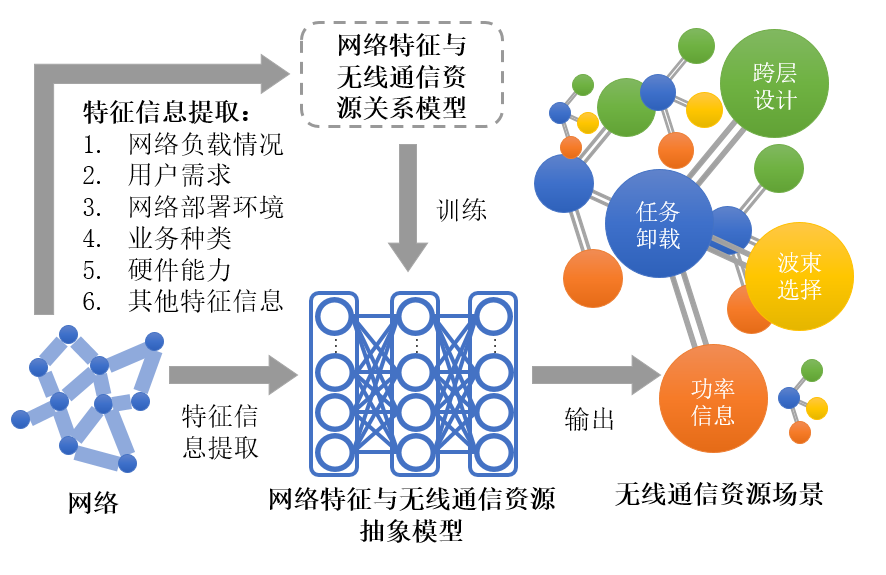 网络特征与
无线通信资
源关系模型
特征信息提取：
1. 网络负载情况
2. 用户需求
3. 网络部署环境
4. 业务种类
5. 硬件能力
6. 其他特征信息
训练
跨层
设计
任务
卸载
波束
选择
功率
信息
特征信
息提取
输出
网络
网络特征与无线通信资源
抽象模型
无线通信资源场景